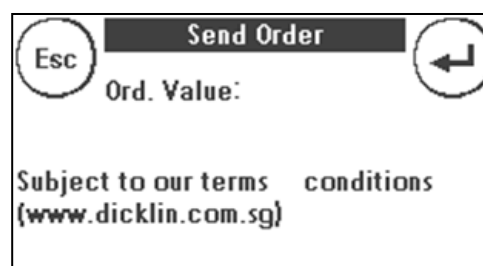 Send Order
Esc
Ord. Value:
Subject to our terms conditions
(www.dicklin.com.sg)